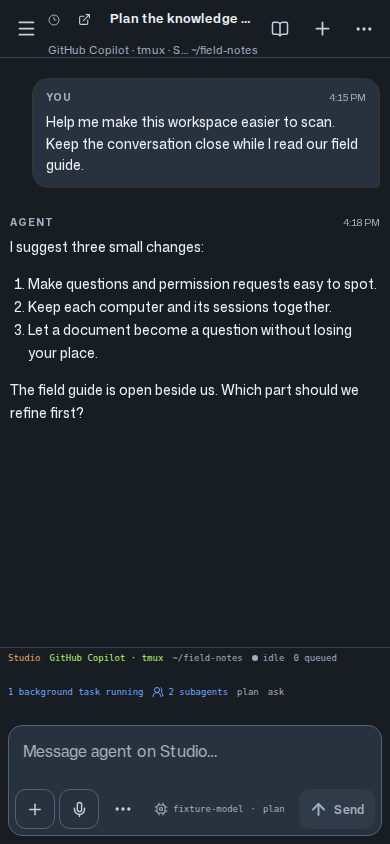 Plan the knowledge ...
GitHub Copilot · tmux · S... ~/field-notes
YOU 4:15 PM
Help me make this workspace easier to scan.
Keep the conversation close while I read our field
guide.
AGENT 4:18 PM
I suggest three small changes:
1. Make questions and permission requests easy to spot.
2. Keep each computer and its sessions together.
3. Let a document become a question without losing
your place.
The field guide is open beside us. Which part should we
refine first?
Studio GitHub Copilot · tmux ~/field-notes idle 0 queued
1 background task running 2 subagents plan ask
Message agent on Studio...
fixture-model · plan Send